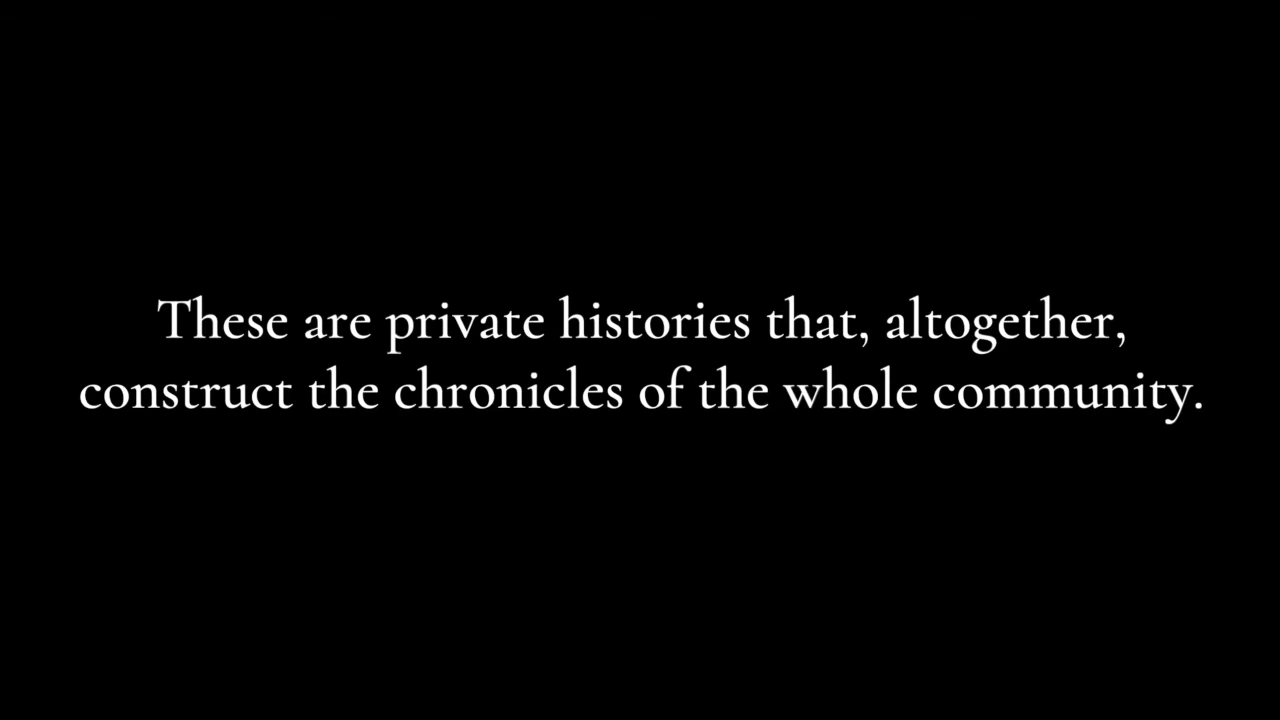 These are private histories that, altogether,
construct the chronicles of the whole community.